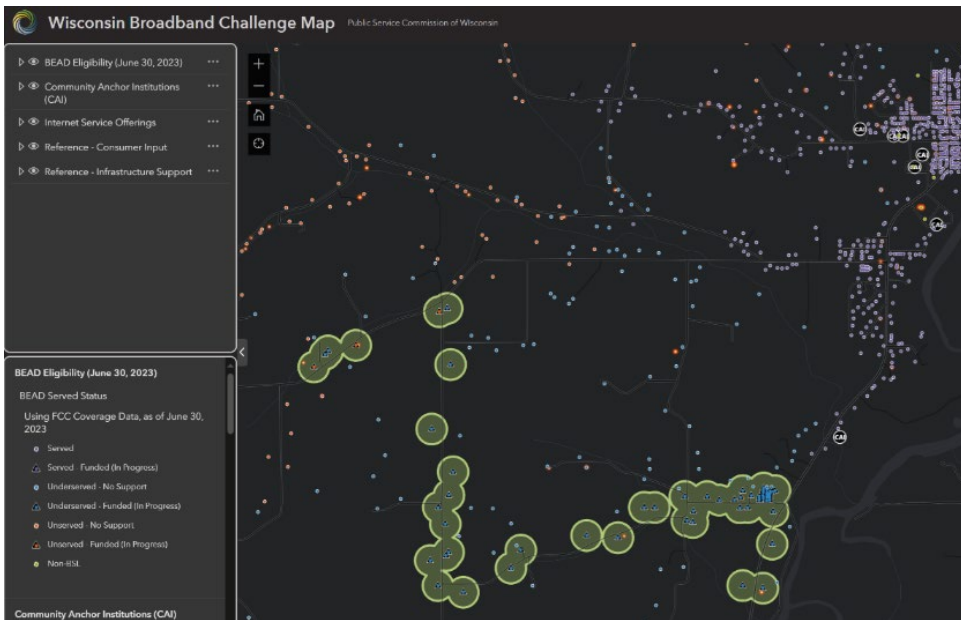 Wisconsin Broadband Challenge Map
Public Service Commission of Wisconsin
BEAD Eligibility (June 30, 2023)
Community Anchor Institutions
(CAI)
Internet Service Offerings
Reference - Consumer Input
Reference - Infrastructure Support
BEAD Eligibility (June 30, 2023)
BEAD Served Status
Using FCC Coverage Data, as of June 30,
2023
Served
Served - Funded (In Progress)
Underserved - No Support
Underserved - Funded (In Progress)
Unserved - No Support
Unserved - Funded (In Progress)
Non-BSL
Community Anchor Institutions (CAI)
CAI
CAI
CAI
CAI
CAI